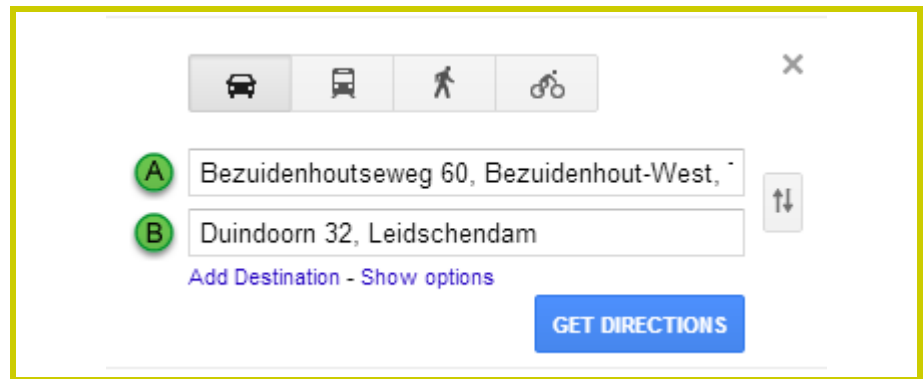 A Bezuidenhoutseweg 60, Bezuidenhout-West,
B Duindoorn 32, Leidschendam
Add Destination - Show options
GET DIRECTIONS